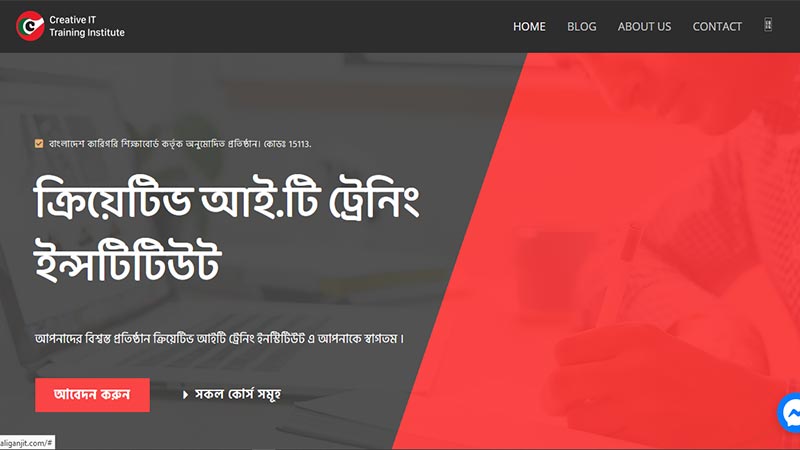 Creative IT
Training Institute
HOME BLOG ABOUT US CONTACT
বাংলাদেশ কারিগরি শিক্ষাবোর্ড কর্তৃক অনুমোদিত প্রতিষ্ঠান। কোডঃ 15113.
ক্রিয়েটিভ আই.টি ট্রেনিং
ইন্সটিটিউট
আপনাদের বিশ্বস্ত প্রতিষ্ঠান ক্রিয়েটিভ আইটি ট্রেনিং ইনস্টিটিউট এ আপনাকে স্বাগতম ।
আবেদন করুন
সকল কোর্স সমূহ
aliganjit.com/#